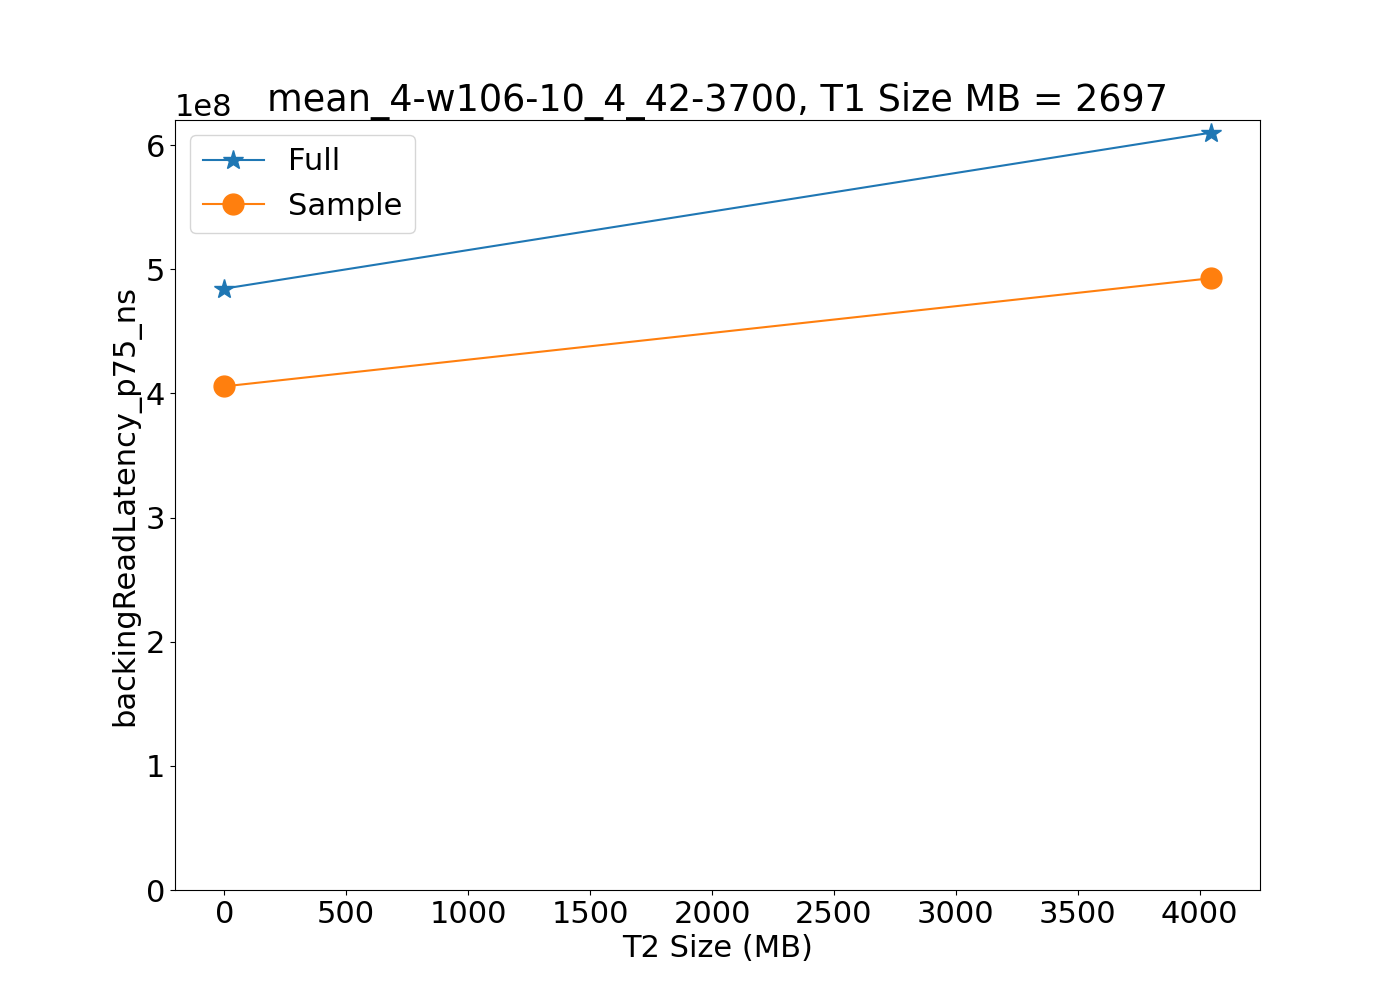 mean_4-w106-10_4_42-3700, T1 Size MB = 2697
1e8
Full
Sample
6
5
4
3
2
1
0
backingReadLatency_p75_ns
0 500 1000 1500 2000 2500 3000 3500 4000
T2 Size (MB)